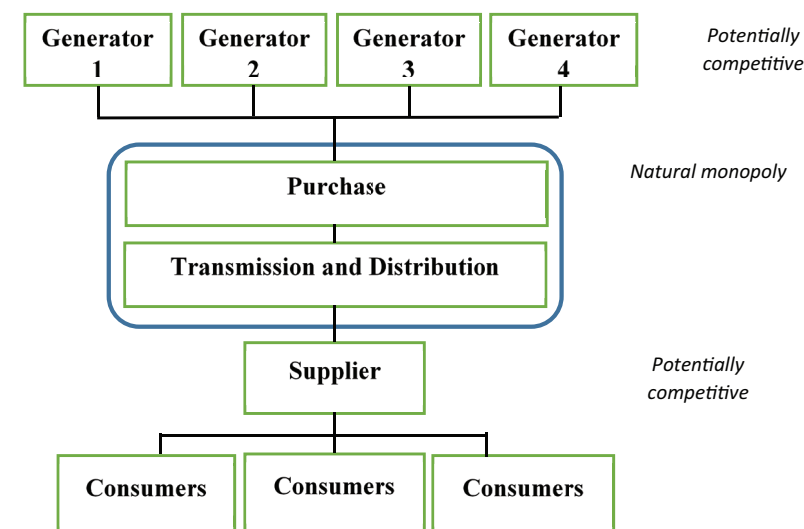 Generator
1
Generator
2
Generator
3
Generator
4
Potentially
competitive
Purchase
Natural monopoly
Transmission and Distribution
Supplier
Potentially
competitive
Consumers
Consumers
Consumers